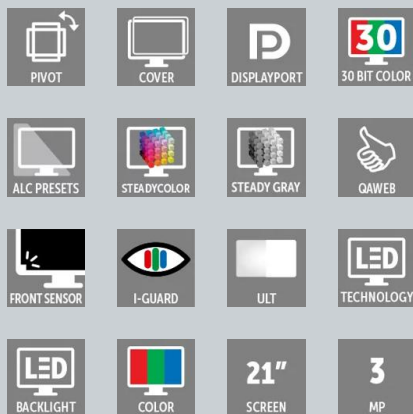 PIVOT
COVER
D
DISPLAYPORT
30
30 BIT COLOR
ALC PRESETS
STEADYCOLOR
STEADY GRAY
QAWEB
FRONT SENSOR
I-GUARD
ULT
LED
TECHNOLOGY
LED
BACKLIGHT
COLOR
21"
SCREEN
3
MP